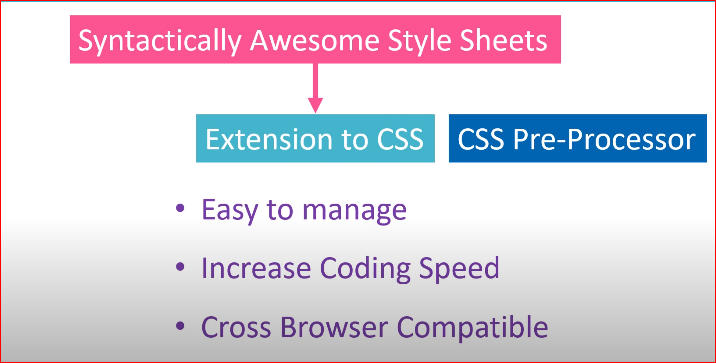 Syntactically Awesome Style Sheets
Extension to CSS
CSS Pre-Processor
• Easy to manage
• Increase Coding Speed
• Cross Browser Compatible